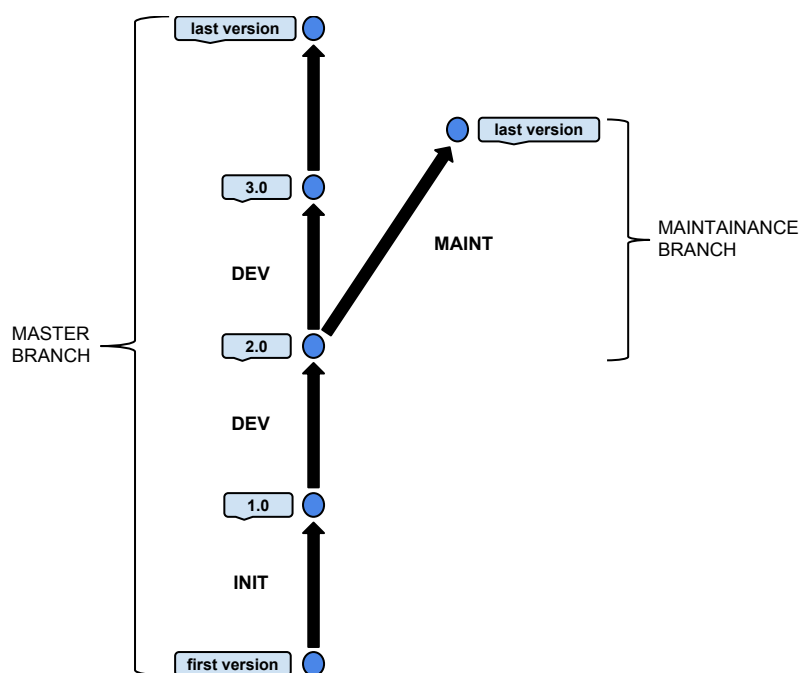 last version
last version
3.0
MAINTAINANCE
BRANCH
MAINT
DEV
MASTER
BRANCH
2.0
DEV
1.0
INIT
first version